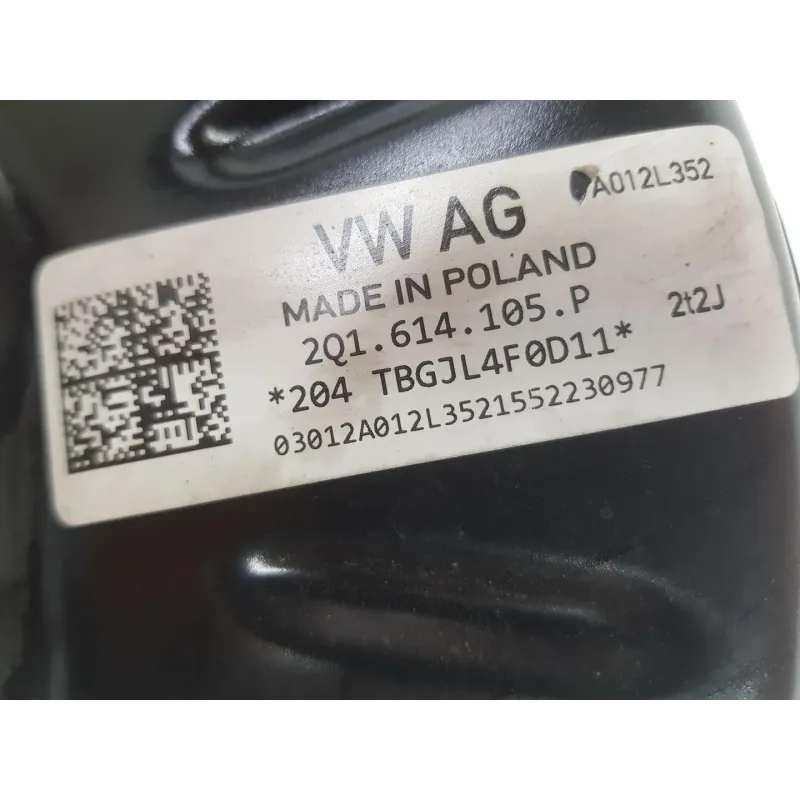 A012L352
VW AG
MADE IN POLAND
2Q1.614.105.P
2t2J
*204 TBGJL4F0D11*
03012A012L3521552230977